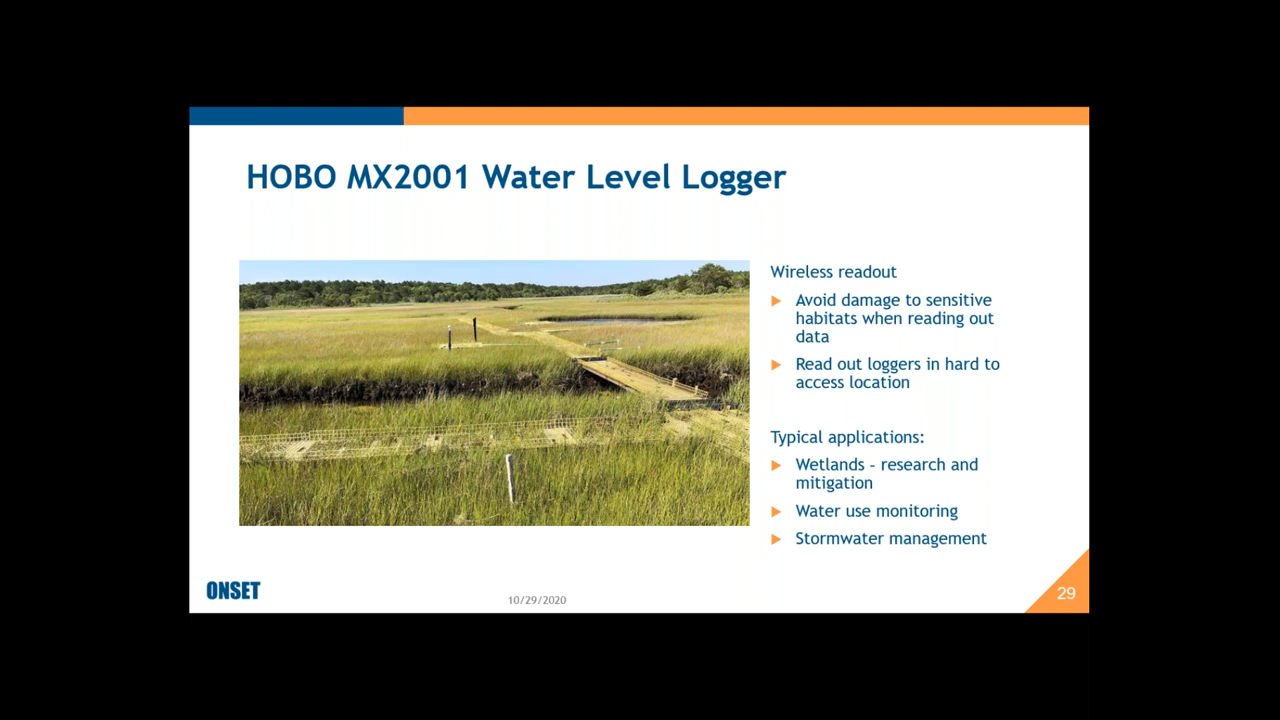 HOBO MX2001 Water Level Logger
Wireless readout
Avoid damage to sensitive
habitats when reading out
data
Read out loggers in hard to
access location
Typical applications:
Wetlands - research and
mitigation
Water use monitoring
Stormwater management
ONSET
10/29/2020
29